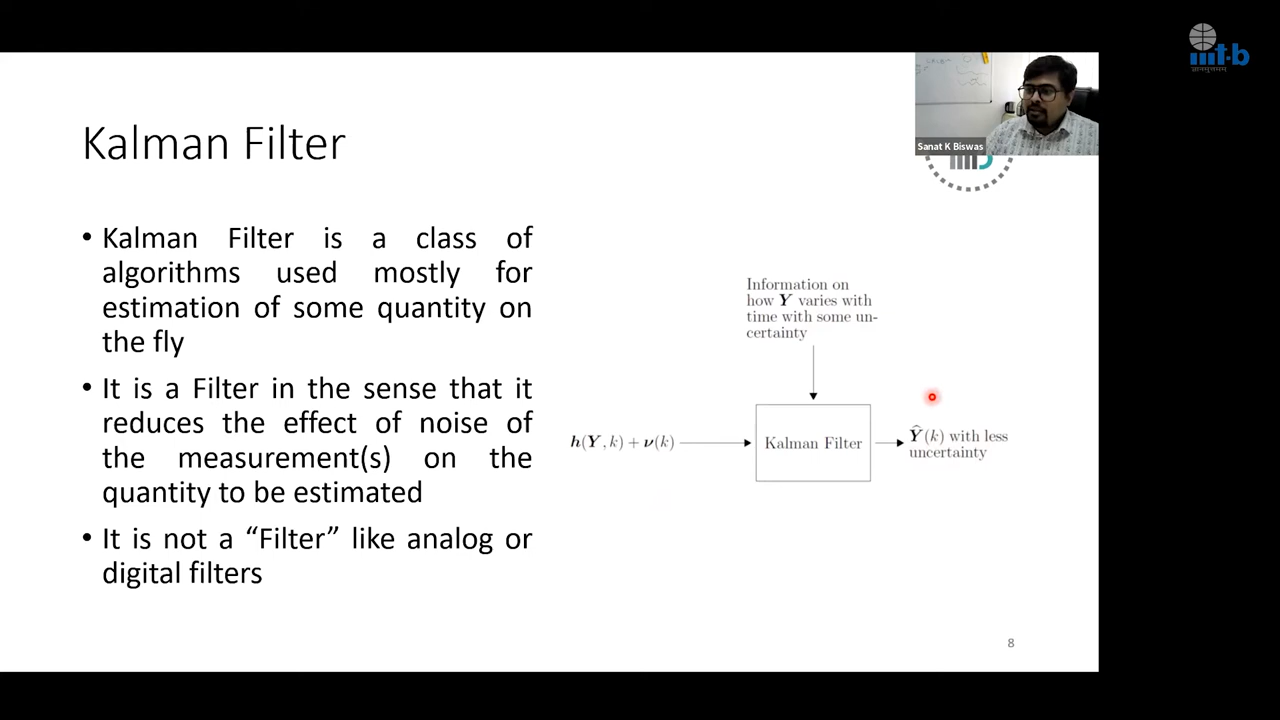 Kalman Filter
• Kalman Filter is a class of
algorithms used mostly for
estimation of some quantity on
the fly
• It is a Filter in the sense that it
reduces the effect of noise of
the measurement(s) on the
quantity to be estimated
• It is not a “Filter” like analog or
digital filters
Information on
how Y varies with
time with some un-
certainty
h(Y, k) + ν(k)
Kalman Filter
Ŷ(k) with less
uncertainty
Sanat K Biswas
8